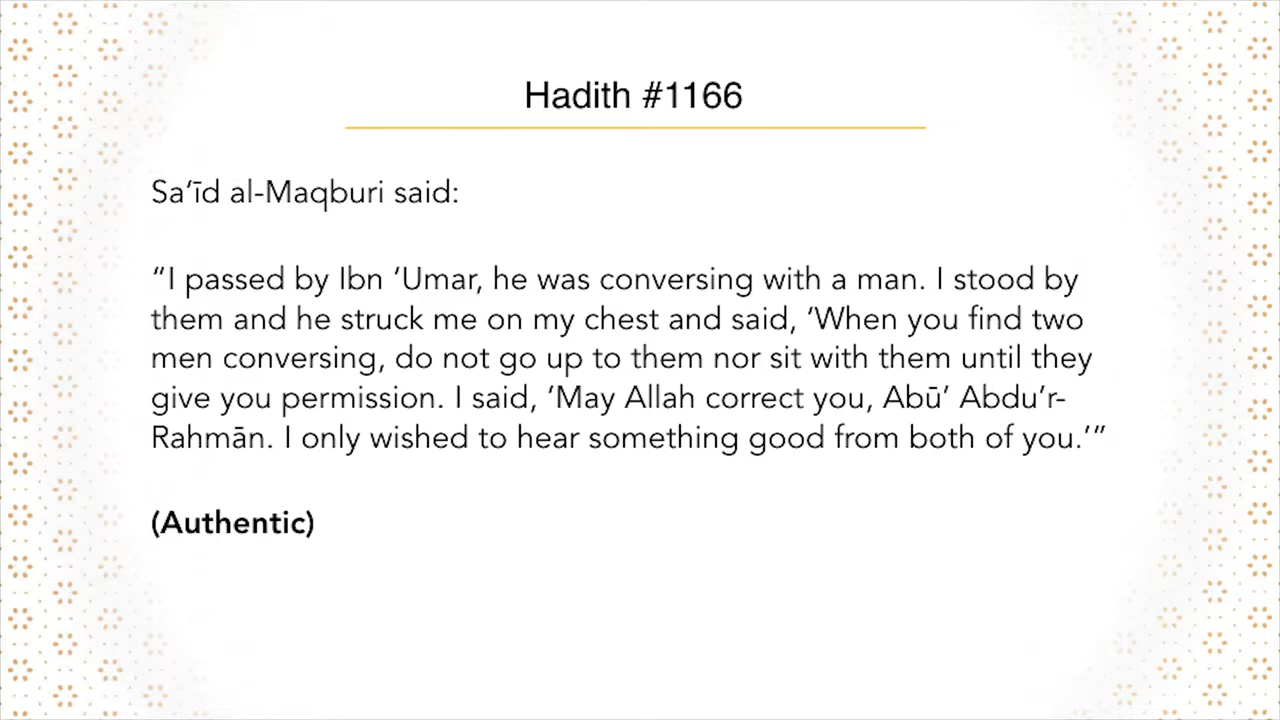 Hadith #1166
Sa’īd al-Maqburi said:
“I passed by Ibn ‘Umar, he was conversing with a man. I stood by
them and he struck me on my chest and said, ‘When you find two
men conversing, do not go up to them nor sit with them until they
give you permission. I said, ‘May Allah correct you, Abū’ Abdu’r-
Rahmān. I only wished to hear something good from both of you.’”
(Authentic)